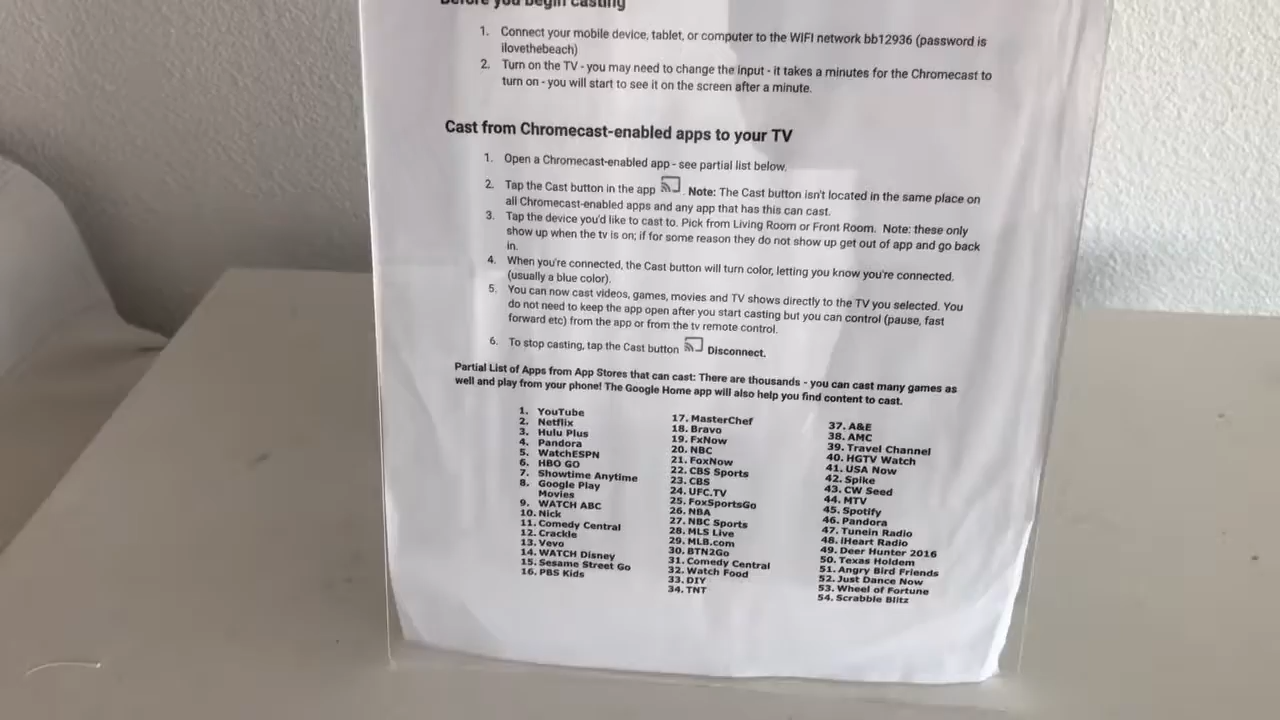 Before you begin casting
1. Connect your mobile device, tablet, or computer to the WIFI network bb12936 (password is
ilovethebeach)
2. Turn on the TV - you may need to change the input - it takes a minutes for the Chromecast to
turn on - you will start to see it on the screen after a minute.
Cast from Chromecast-enabled apps to your TV
1. Open a Chromecast-enabled app - see partial list below.
2. Tap the Cast button in the app . Note: The Cast button isn't located in the same place on
all Chromecast-enabled apps and any app that has this can cast.
3. Tap the device you'd like to cast to. Pick from Living Room or Front Room. Note: these only
show up when the tv is on; if for some reason they do not show up get out of app and go back
in.
4. When you're connected, the Cast button will turn color, letting you know you're connected.
(usually a blue color).
5. You can now cast videos, games, movies and TV shows directly to the TV you selected. You
do not need to keep the app open after you start casting but you can control (pause, fast
forward etc) from the app or from the tv remote control.
6. To stop casting, tap the Cast button Disconnect.
Partial List of Apps from App Stores that can cast: There are thousands - you can cast many games as
well and play from your phone! The Google Home app will also help you find content to cast.
1. YouTube
2. Netflix
3. Hulu Plus
4. Pandora
5. WatchESPN
6. HBO GO
7. Showtime Anytime
8. Google Play
Movies
9. WATCH ABC
10. Nick
11. Comedy Central
12. Crackle
13. Vevo
14. WATCH Disney
15. Sesame Street Go
16. PBS Kids
17. MasterChef
18. Bravo
19. FxNow
20. NBC
21. FoxNow
22. CBS Sports
23. CBS
24. UFC.TV
25. FoxSportsGo
26. NBA
27. NBC Sports
28. MLS Live
29. MLB.com
30. BTN2Go
31. Comedy Central
32. Watch Food
33. DIY
34. TNT
37. A&E
38. AMC
39. Travel Channel
40. HGTV Watch
41. USA Now
42. Spike
43. CW Seed
44. MTV
45. Spotify
46. Pandora
47. Tunein Radio
48. iHeart Radio
49. Deer Hunter 2016
50. Texas Holdem
51. Angry Bird Friends
52. Just Dance Now
53. Wheel of Fortune
54. Scrabble Blitz